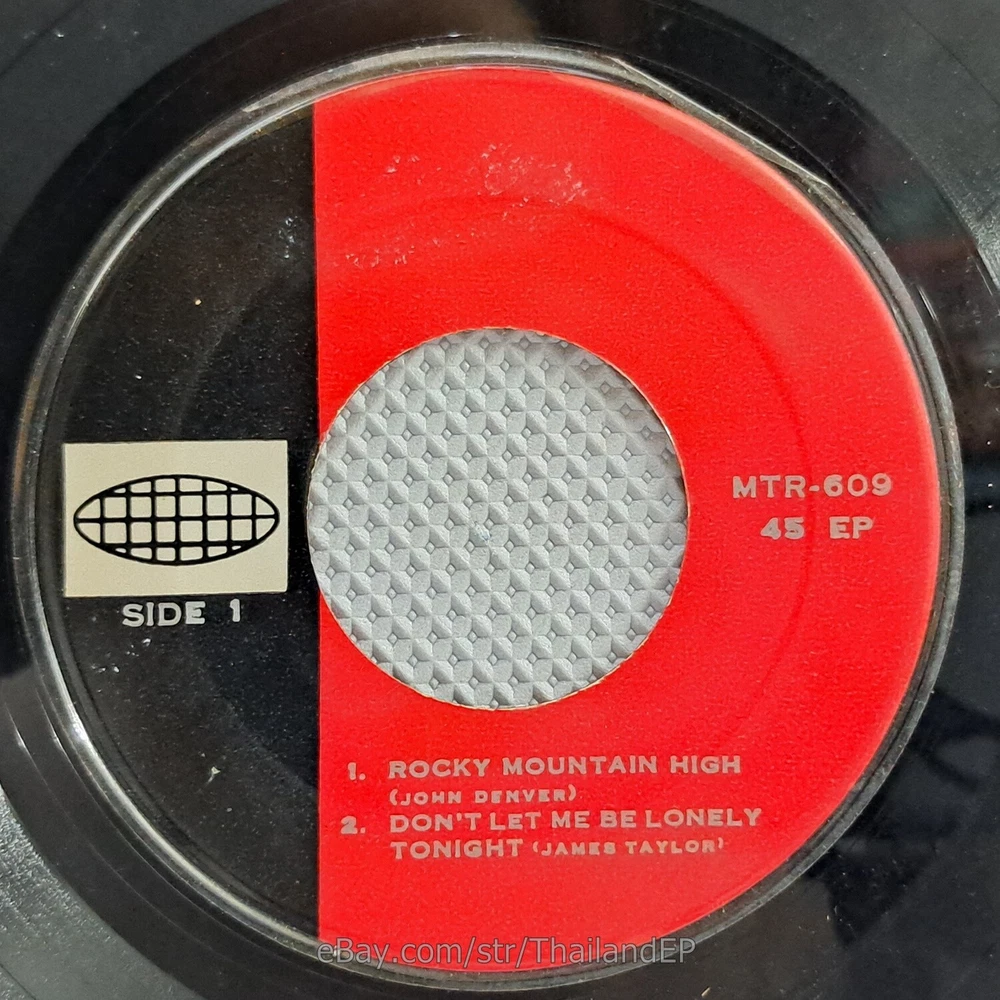 SIDE 1
MTR-609
45 EP
1. ROCKY MOUNTAIN HIGH
(JOHN DENVER)
2. DON'T LET ME BE LONELY
TONIGHT (JAMES TAYLOR)
eBay.com/str/ThailandEP